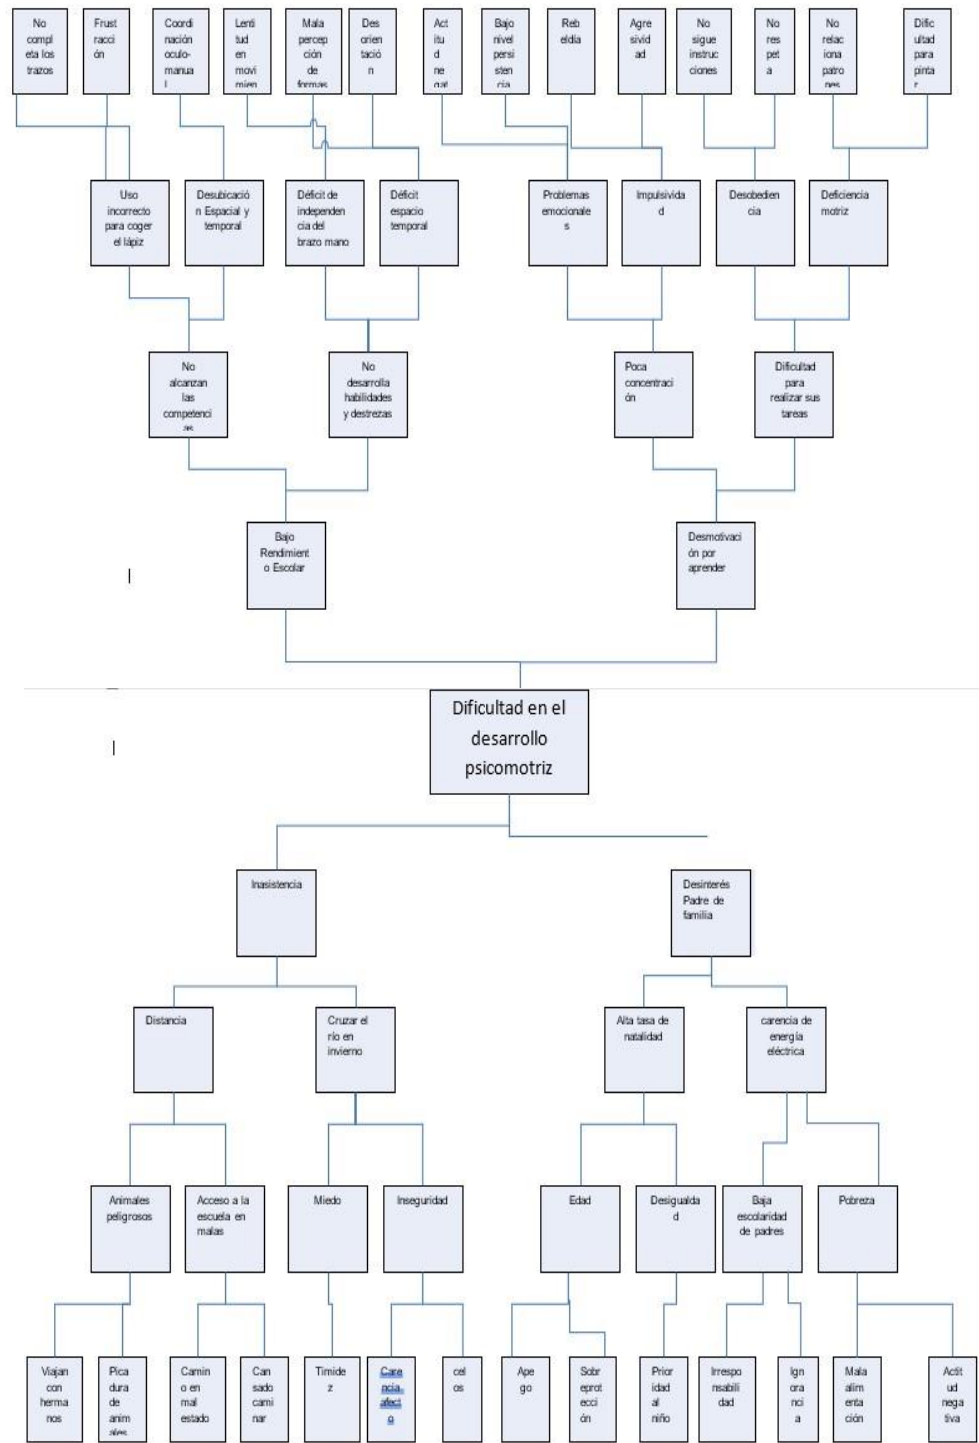 No
compl
eta los
trazos
Frust
racci
ón
Coordi
nación
oculo-
manua
l
Lenti
tud
en
movi
mien
Mala
percep
ción
de
formas
Des
orien
tació
n
Act
itu
d
ne
gat
Bajo
nivel
persi
sten
cia
Reb
eldía
Agre
sivid
ad
No
sigue
instruc
ciones
No
res
pet
a
No
relac
iona
patro
nes
Dific
ultad
para
pinta
r
Uso
incorrecto
para coger
el lápiz
Desubicació
n Espacial y
temporal
Déficit de
independen
cia del
brazo mano
Déficit
espacio
temporal
Problemas
emocionale
s
Impulsivida
d
Desobedien
cia
Deficiencia
motriz
No
alcanzan
las
competenci
as
No
desarrolla
habilidades
y destrezas
Poca
concentraci
ón
Dificultad
para
realizar sus
tareas
Bajo
Rendimient
o Escolar
Desmotivaci
ón por
aprender
Dificultad en el
desarrollo
psicomotriz
Inasistencia
Desinterés
Padre de
familia
Distancia
Cruzar el
río en
invierno
Alta tasa de
natalidad
carencia de
energía
eléctrica
Animales
peligrosos
Acceso a la
escuela en
malas
Miedo
Inseguridad
Edad
Desigualda
d
Baja
escolaridad
de padres
Pobreza
Viajan
con
herma
nos
Pica
dura
de
anim
ales
Camin
o en
mal
estado
Can
sado
cami
nar
Timide
z
Care
ncia
afect
o
cel
os
Ape
go
Sobr
eprot
ecci
ón
Prior
idad
al
niño
Irrespo
nsabili
dad
Ign
oranc
i
a
Mala
alim
enta
ción
Actit
ud
nega
tiva